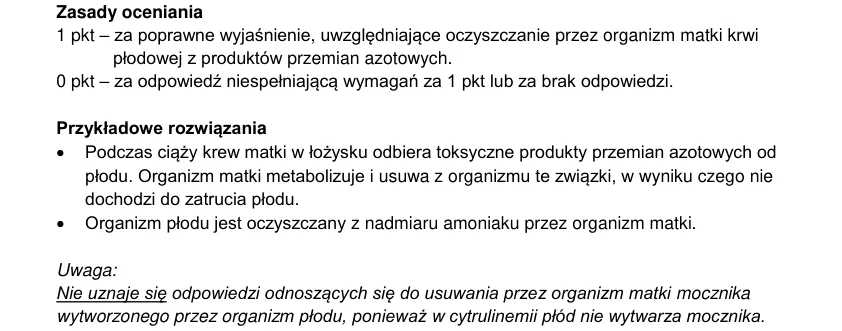 Zasady oceniania
1 pkt – za poprawne wyjaśnienie, uwzględniające oczyszczanie przez organizm matki krwi
płodowej z produktów przemian azotowych.
0 pkt – za odpowiedź niespełniającą wymagań za 1 pkt lub za brak odpowiedzi.
Przykładowe rozwiązania
• Podczas ciąży krew matki w łożysku odbiera toksyczne produkty przemian azotowych od
płodu. Organizm matki metabolizuje i usuwa z organizmu te związki, w wyniku czego nie
dochodzi do zatrucia płodu.
• Organizm płodu jest oczyszczany z nadmiaru amoniaku przez organizm matki.
Uwaga:
Nie uznaje się odpowiedzi odnoszących się do usuwania przez organizm matki mocznika
wytworzonego przez organizm płodu, ponieważ w cytrulinemii płód nie wytwarza mocznika.